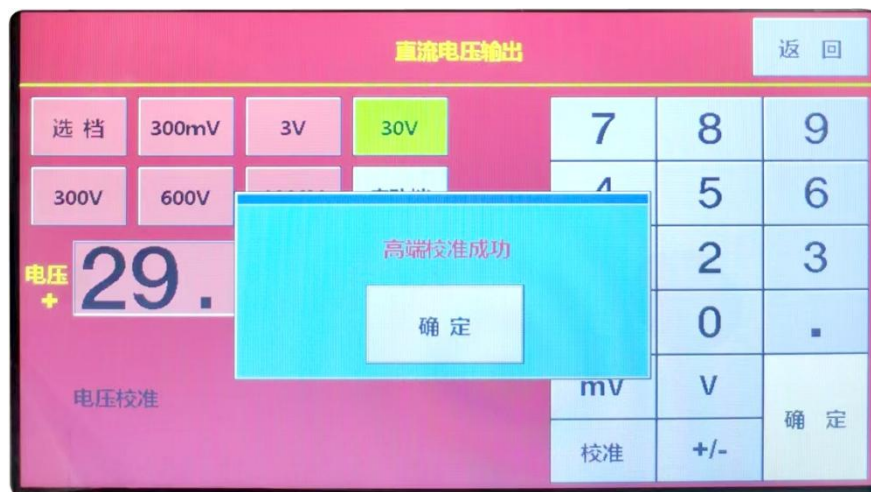 直流电压输出
返 回
选 档
300mV
3V
30V
300V
600V
7
8
9
5
6
电压
+
29.
高端校准成功
确 定
2
3
0
.
电压校准
mV
V
确 定
校准
+/-